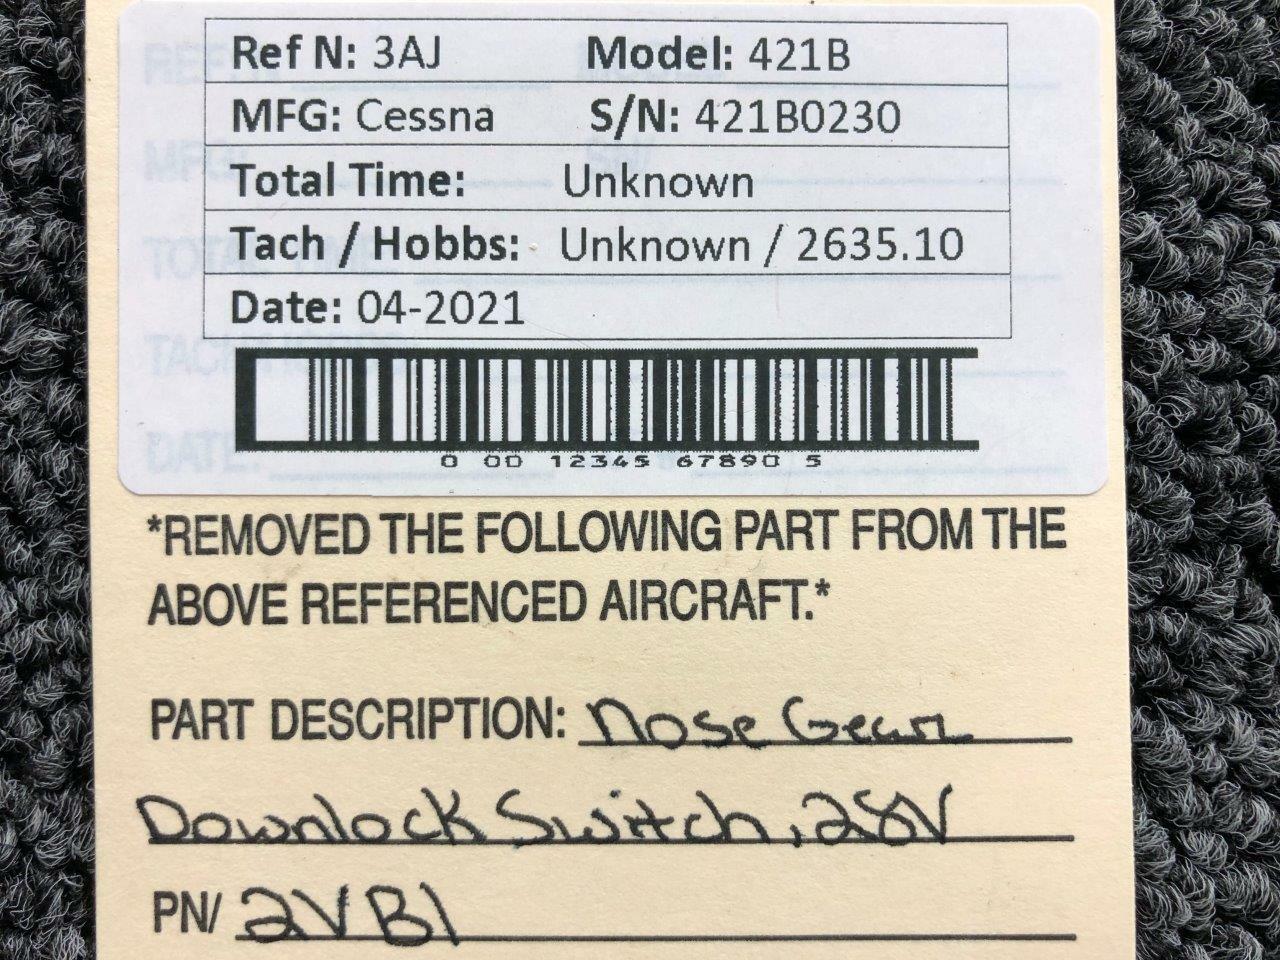 Ref N: 3AJ Model: 421B
MFG: Cessna S/N: 421B0230
Total Time: Unknown
Tach / Hobbs: Unknown / 2635.10
Date: 04-2021
0 00 12345 67890 5
*REMOVED THE FOLLOWING PART FROM THE
ABOVE REFERENCED AIRCRAFT.*
PART DESCRIPTION: Nose Gear
Downlock Switch, 28V
PN/ 2VB1